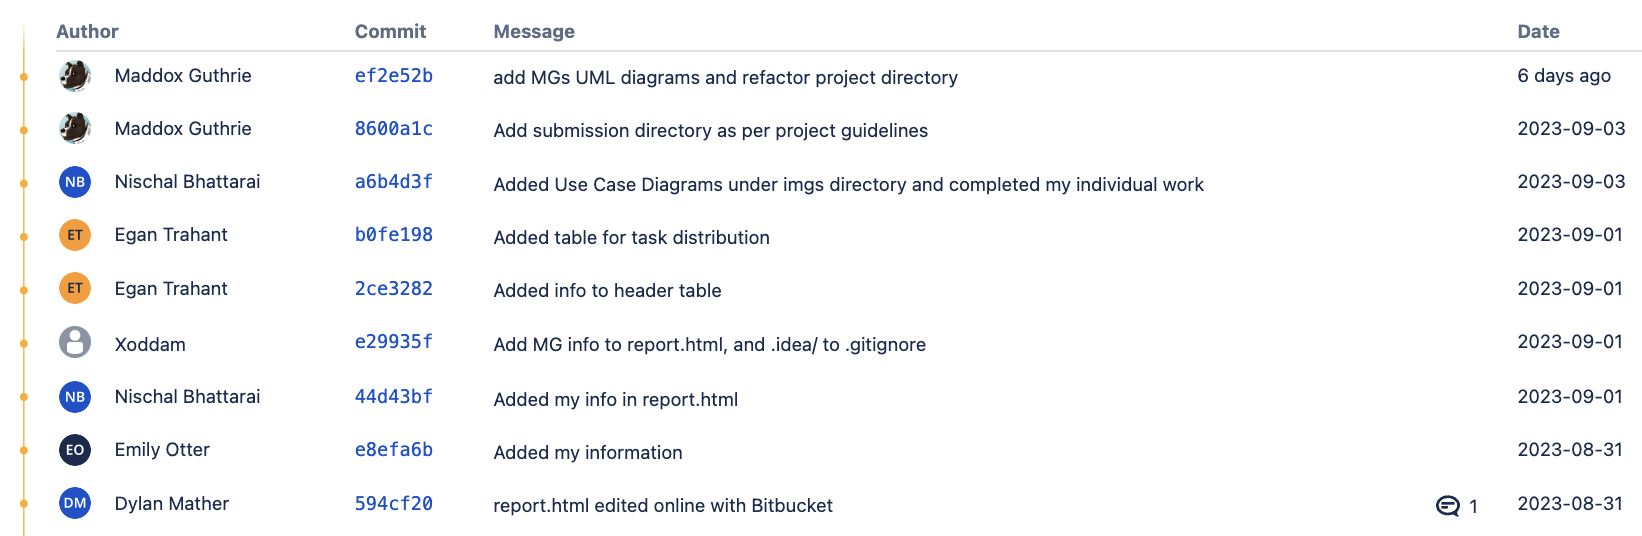 Author Commit Message Date
Maddox Guthrie ef2e52b add MGs UML diagrams and refactor project directory 6 days ago
Maddox Guthrie 8600a1c Add submission directory as per project guidelines 2023-09-03
NB Nischal Bhattarai a6b4d3f Added Use Case Diagrams under imgs directory and completed my individual work 2023-09-03
ET Egan Trahant b0fe198 Added table for task distribution 2023-09-01
ET Egan Trahant 2ce3282 Added info to header table 2023-09-01
Xoddam e29935f Add MG info to report.html, and .idea/ to .gitignore 2023-09-01
NB Nischal Bhattarai 44d43bf Added my info in report.html 2023-09-01
EO Emily Otter e8efa6b Added my information 2023-08-31
DM Dylan Mather 594cf20 report.html edited online with Bitbucket 1 2023-08-31